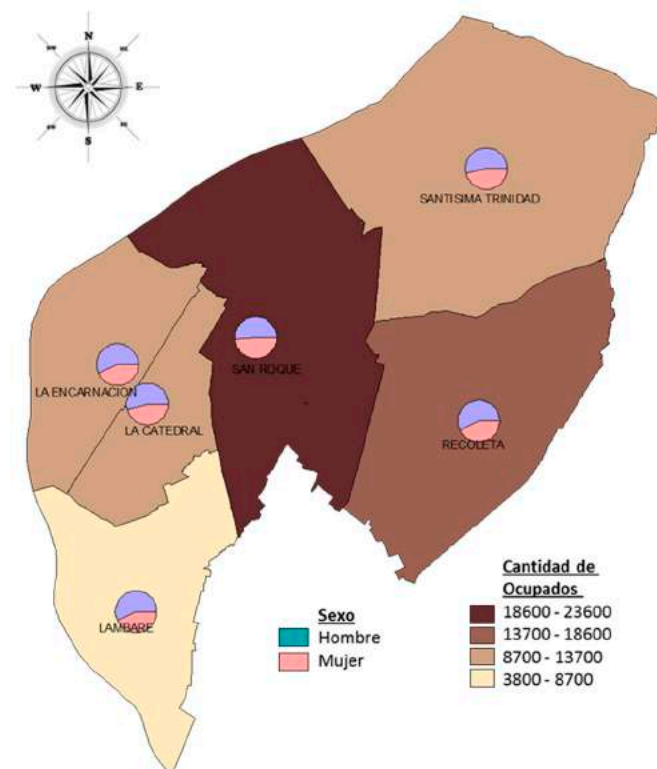 N
W
E
S
SANTISIMA TRINIDAD
SAN ROQUE
LA ENCARNACION
LA CATEDRAL
RECOLETA
LAMBARE
Sexo
Hombre
Mujer
Cantidad de
Ocupados
18600 - 23600
13700 - 18600
8700 - 13700
3800 - 8700